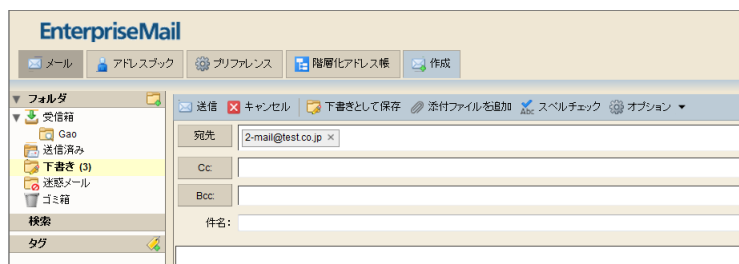 EnterpriseMail
メール アドレスブック プリファレンス 階層化アドレス帳 作成
フォルダ
受信箱
Gao
送信済み
下書き (3)
迷惑メール
ゴミ箱
検索
タグ
送信 キャンセル 下書きとして保存 添付ファイルを追加 Abc スペルチェック オプション
宛先 2-mail@test.co.jp ×
Cc:
Bcc:
件名: